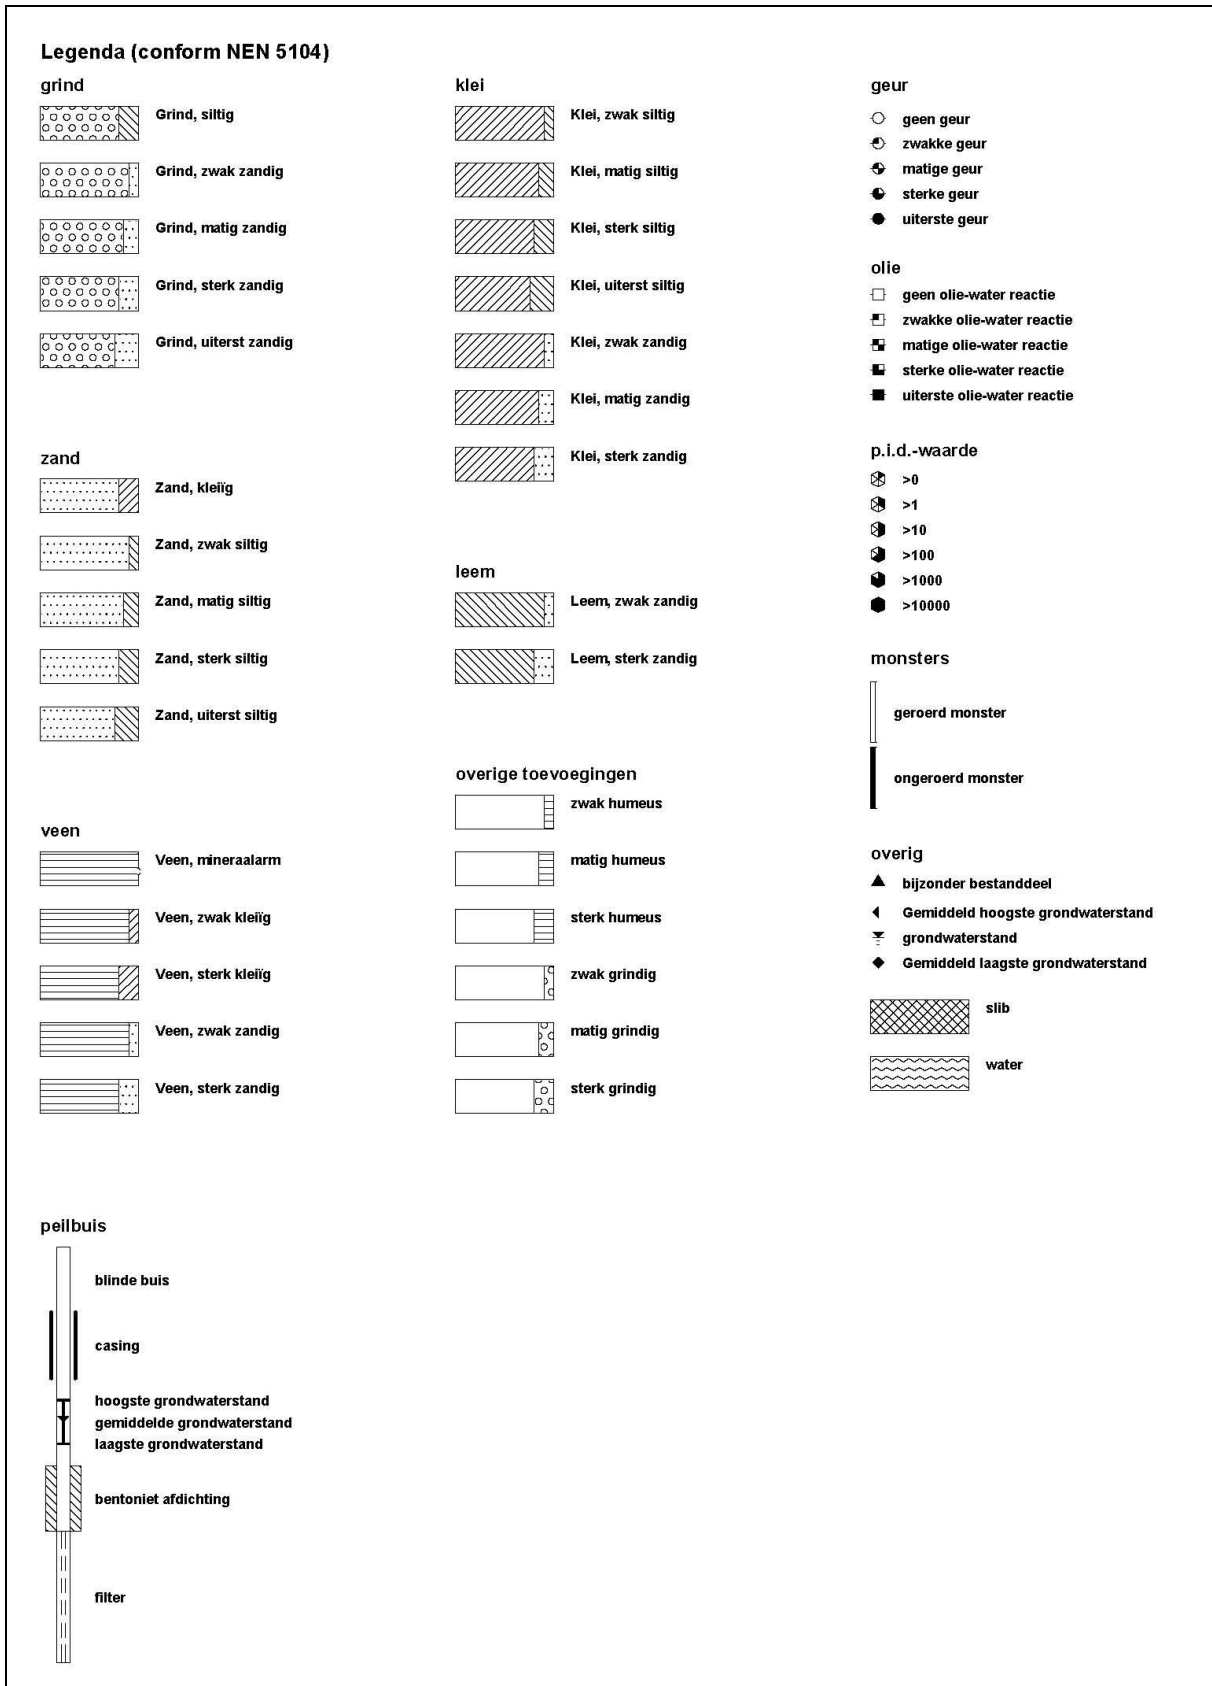 Legenda (conform NEN 5104)
grind
Grind, siltig
Grind, zwak zandig
Grind, matig zandig
Grind, sterk zandig
Grind, uiterst zandig
zand
Zand, kleiïg
Zand, zwak siltig
Zand, matig siltig
Zand, sterk siltig
Zand, uiterst siltig
veen
Veen, mineraalarm
Veen, zwak kleiïg
Veen, sterk kleiïg
Veen, zwak zandig
Veen, sterk zandig
peilbuis
blinde buis
casing
hoogste grondwaterstand
gemiddelde grondwaterstand
laagste grondwaterstand
bentoniet afdichting
filter
klei
Klei, zwak siltig
Klei, matig siltig
Klei, sterk siltig
Klei, uiterst siltig
Klei, zwak zandig
Klei, matig zandig
Klei, sterk zandig
leem
Leem, zwak zandig
Leem, sterk zandig
overige toevoegingen
zwak humeus
matig humeus
sterk humeus
zwak grindig
matig grindig
sterk grindig
geur
geen geur
zwakke geur
matige geur
sterke geur
uiterste geur
olie
geen olie-water reactie
zwakke olie-water reactie
matige olie-water reactie
sterke olie-water reactie
uiterste olie-water reactie
p.i.d.-waarde
>0
>1
>10
>100
>1000
>10000
monsters
geroerd monster
ongeroerd monster
overig
bijzonder bestanddeel
Gemiddeld hoogste grondwaterstand
grondwaterstand
Gemiddeld laagste grondwaterstand
slib
water